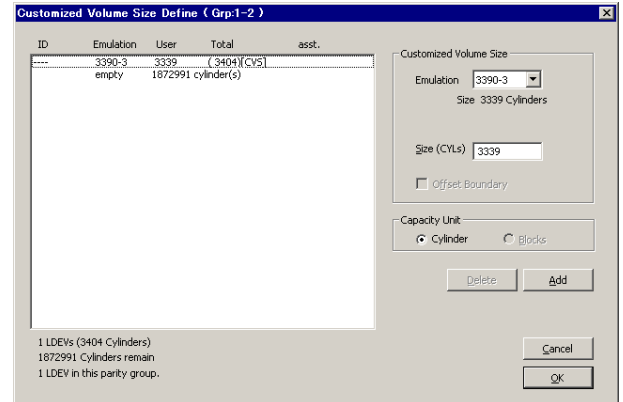 Customized Volume Size Define ( Grp:1-2 )
ID Emulation User Total asst.
---- 3390-3 3339 ( 3404)[CVS]
empty 1872991 cylinder(s)
Customized Volume Size
Emulation 3390-3
Size 3339 Cylinders
Size (CYLs) 3339
Offset Boundary
Capacity Unit
Cylinder Blocks
Delete Add
1 LDEVs (3404 Cylinders)
1872991 Cylinders remain
1 LDEV in this parity group.
Cancel
OK